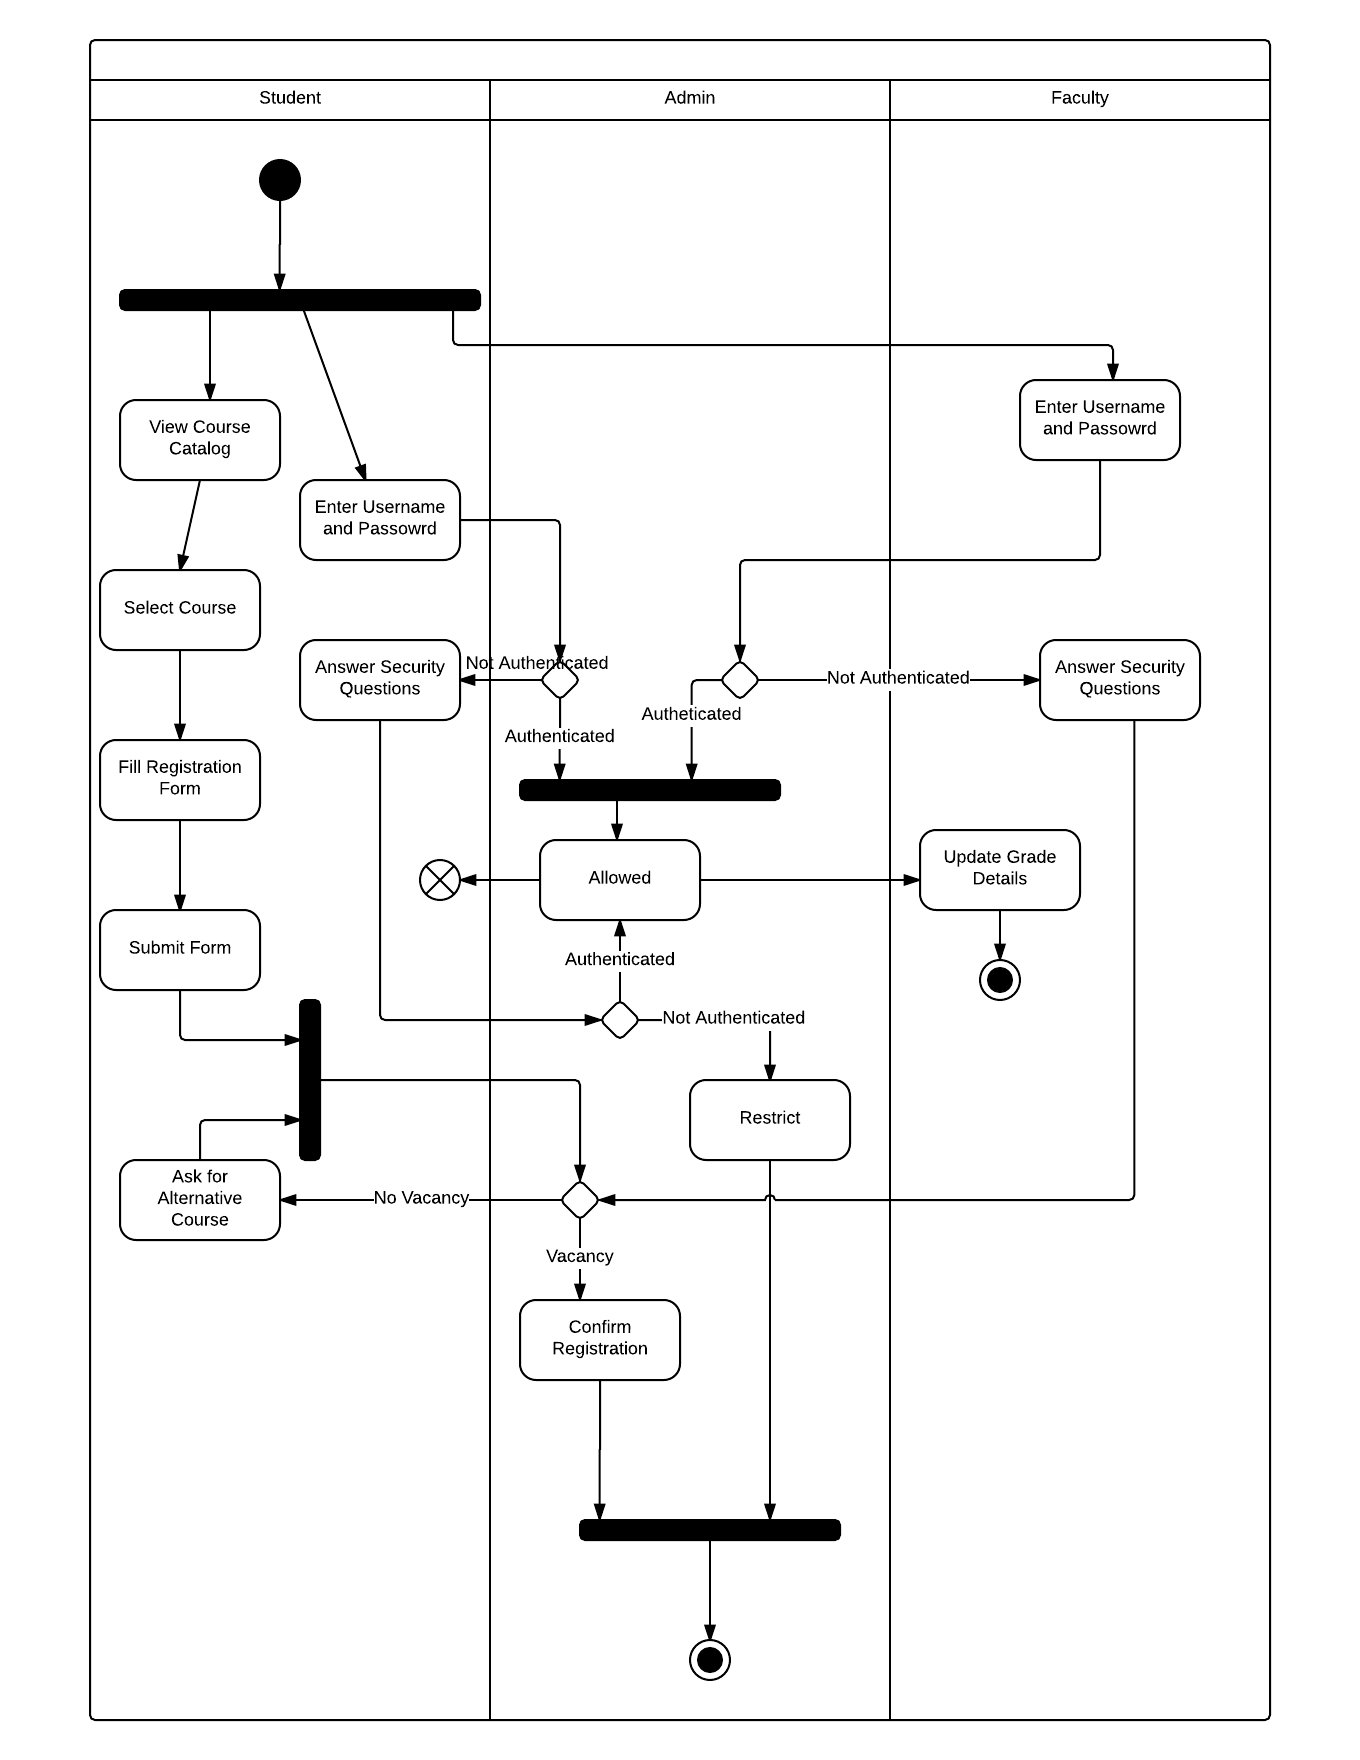 Student
Admin
Faculty
View Course
Catalog
Enter Username
and Passowrd
Enter Username
and Passowrd
Select Course
Answer Security
Questions
Not Authenticated
Not Authenticated
Answer Security
Questions
Autheticated
Authenticated
Fill Registration
Form
Allowed
Update Grade
Details
Submit Form
Authenticated
Not Authenticated
Restrict
Ask for
Alternative
Course
No Vacancy
Vacancy
Confirm
Registration